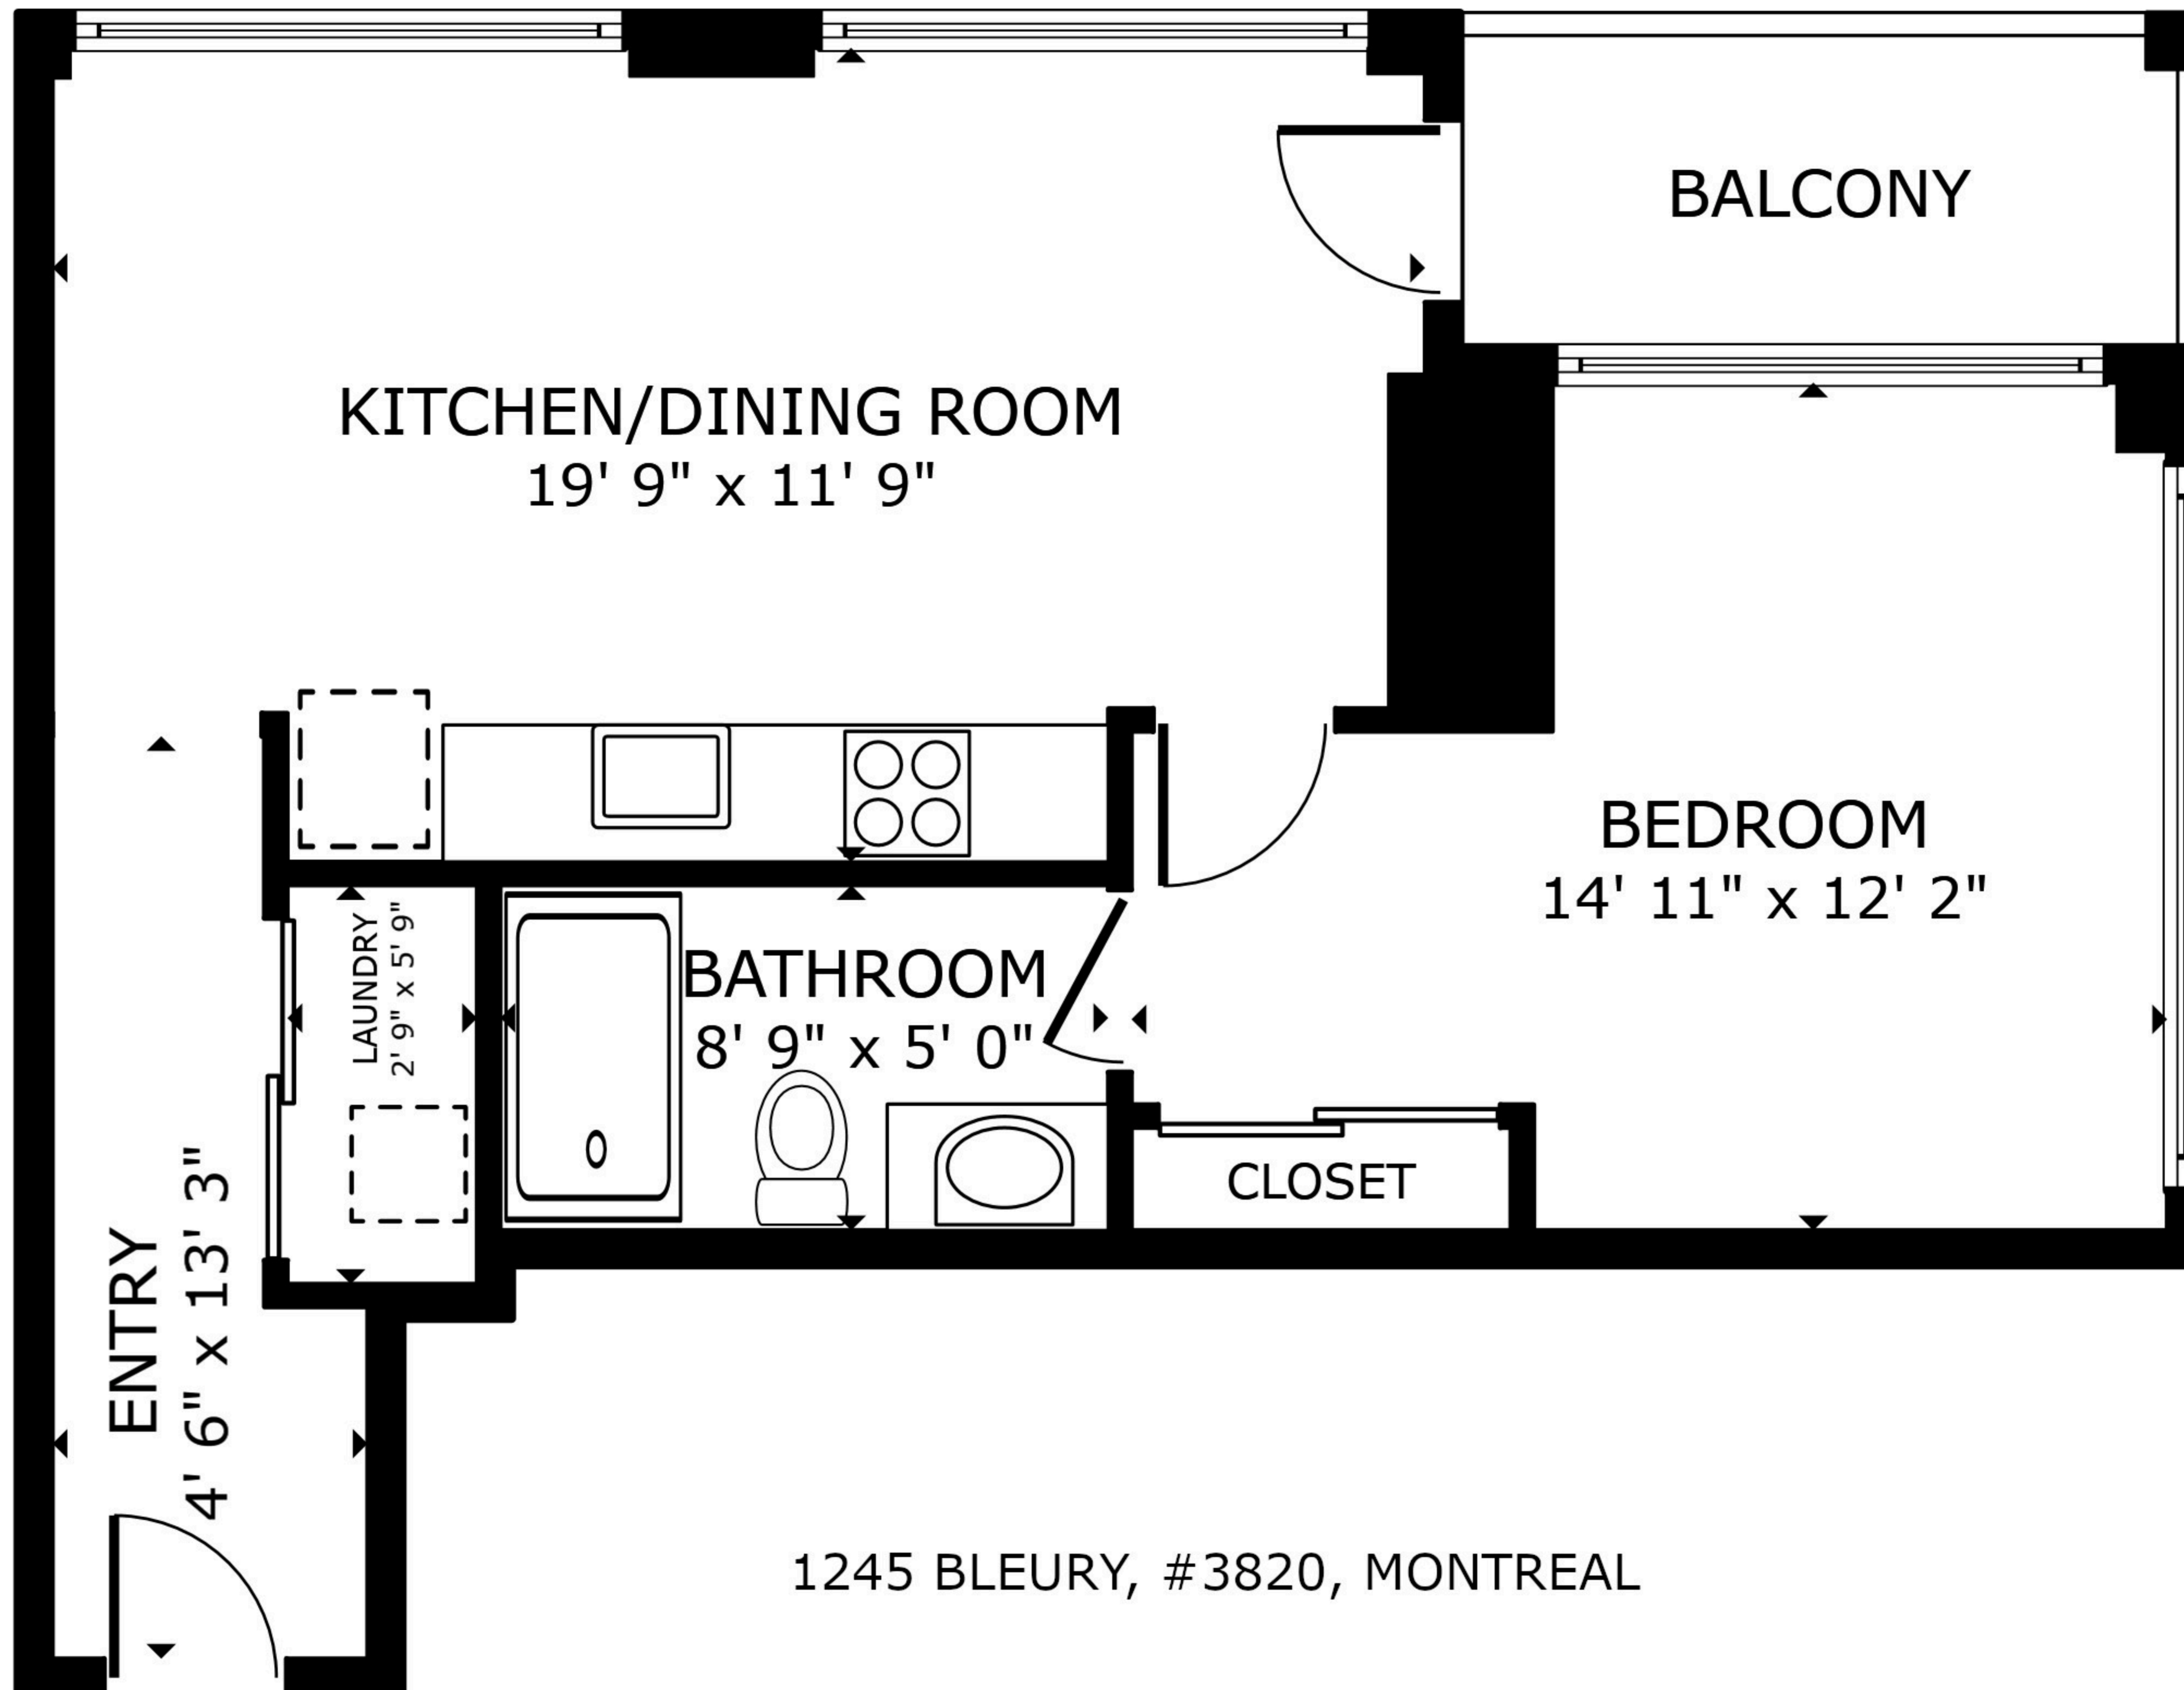 BALCONY
KITCHEN/DINING ROOM
19' 9" x 11' 9"
BEDROOM
14' 11" x 12' 2"
LAUNDRY
2' 9" x 5' 9"
BATHROOM
8' 9" x 5' 0"
CLOSET
ENTRY
4' 6" x 13' 3"
1245 BLEURY, #3820, MONTREAL